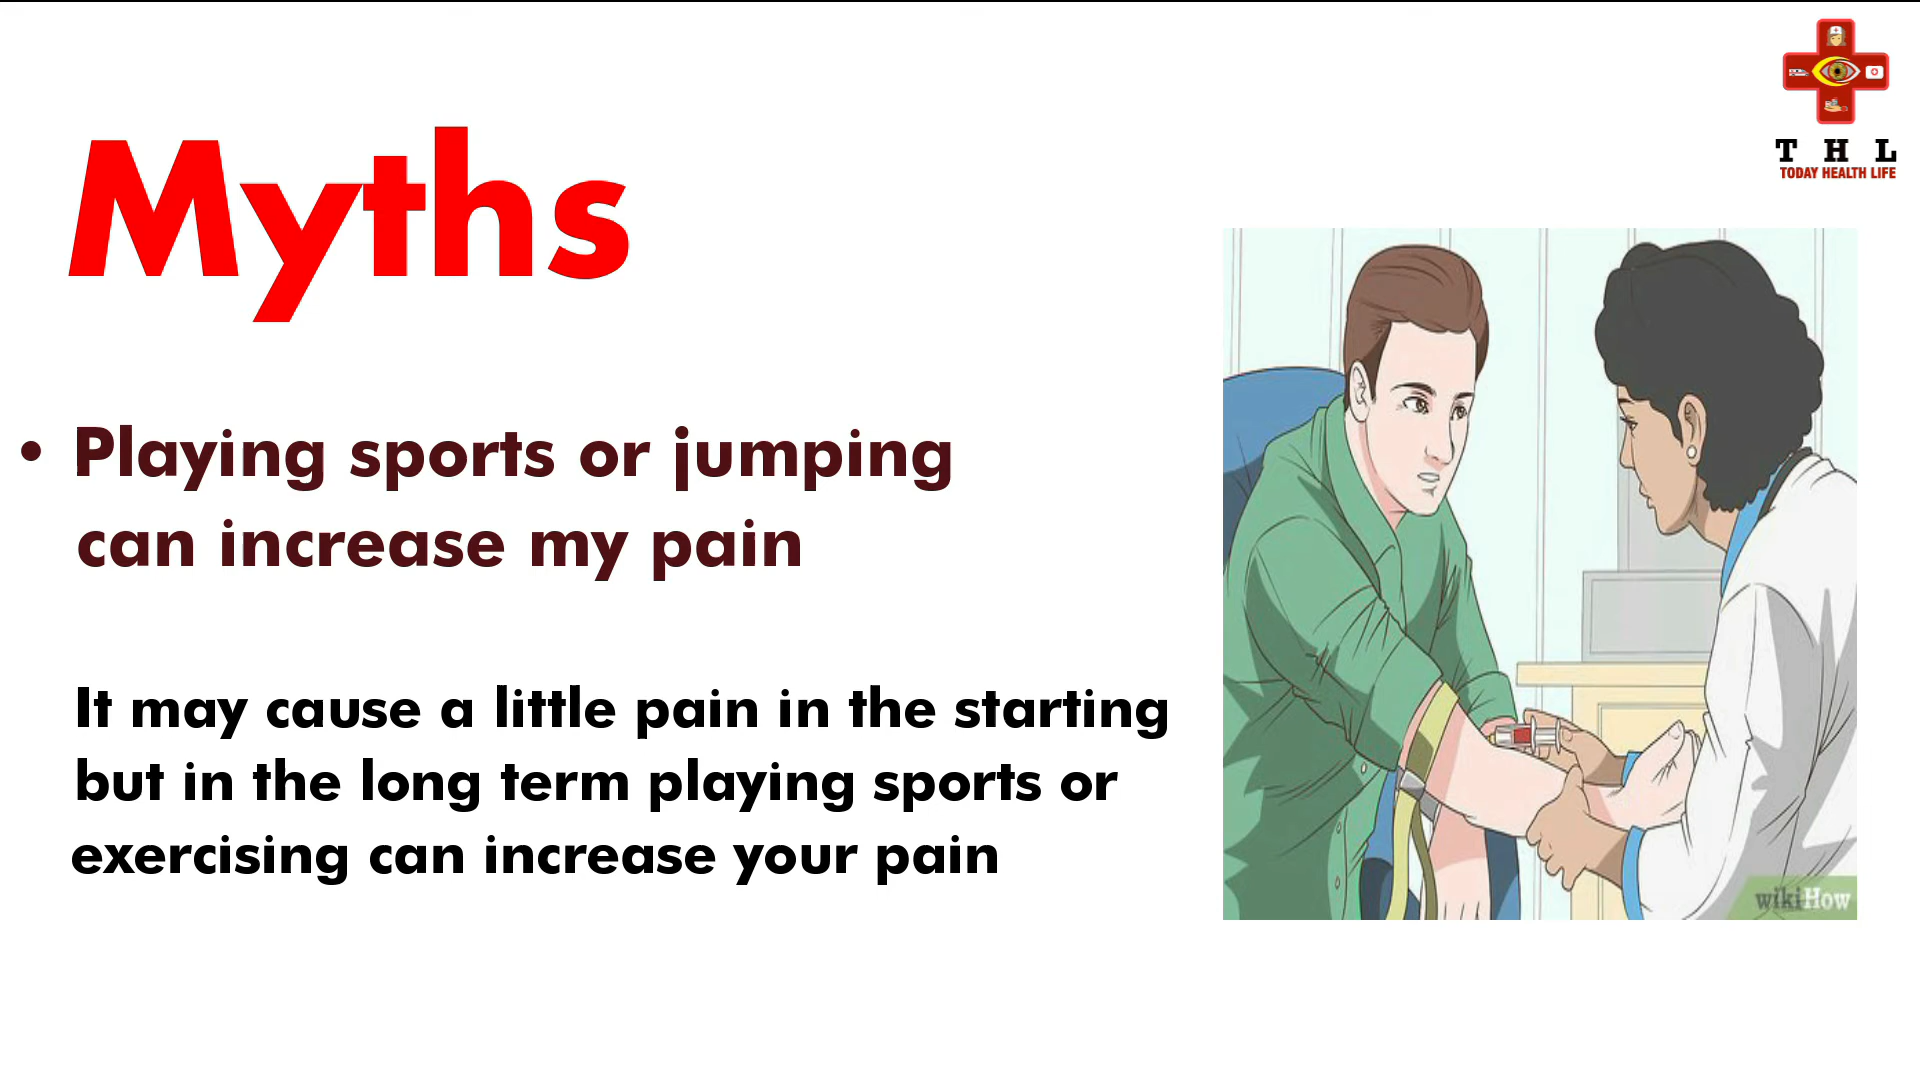 T H L
TODAY HEALTH LIFE
Myths
• Playing sports or jumping
can increase my pain
It may cause a little pain in the starting
but in the long term playing sports or
exercising can increase your pain
wikiHow